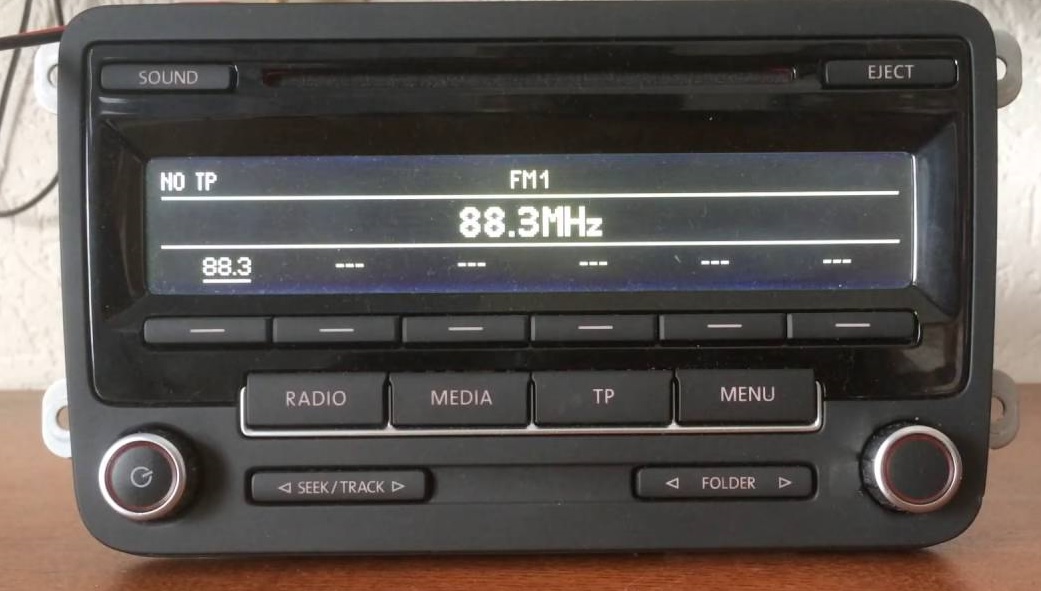 SOUND EJECT
NO TP FM1
88.3MHz
88.3 --- --- --- --- ---
RADIO MEDIA TP MENU
SEEK/TRACK FOLDER